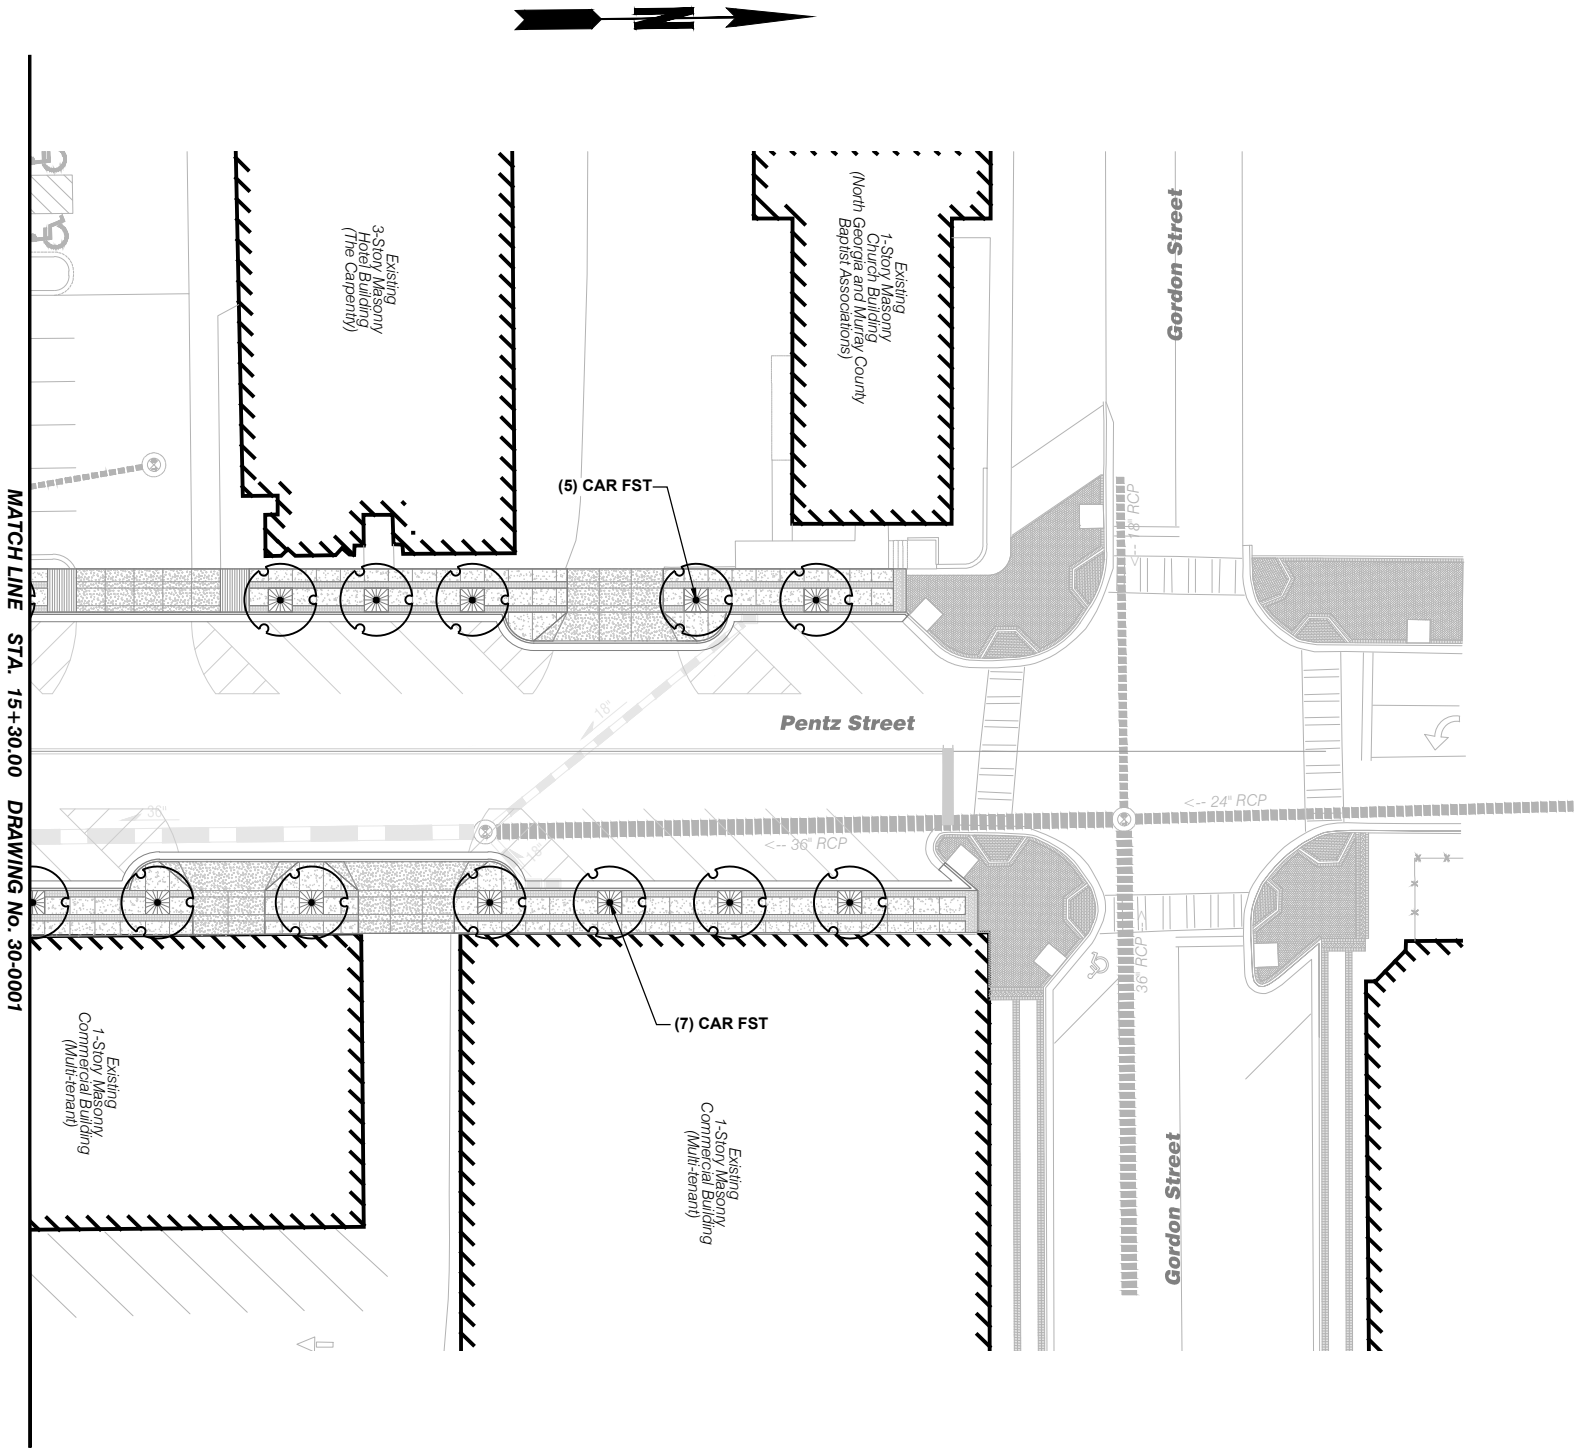 N
Existing
3-Story Masonry
Hotel Building
(The Carpentry)
Existing
1-Story Masonry
Church Building
(North Georgia and Murray County
Baptist Associations)
Gordon Street
(5) CAR FST
<-- 18" RCP
18"
Pentz Street
<-- 24" RCP
36"
<-- 36" RCP
18"
36" RCP -->
(7) CAR FST
Existing
1-Story Masonry
Commercial Building
(Multi-tenant)
Existing
1-Story Masonry
Commercial Building
(Multi-tenant)
Gordon Street
MATCH LINE STA. 15+30.00 DRAWING No. 30-0001